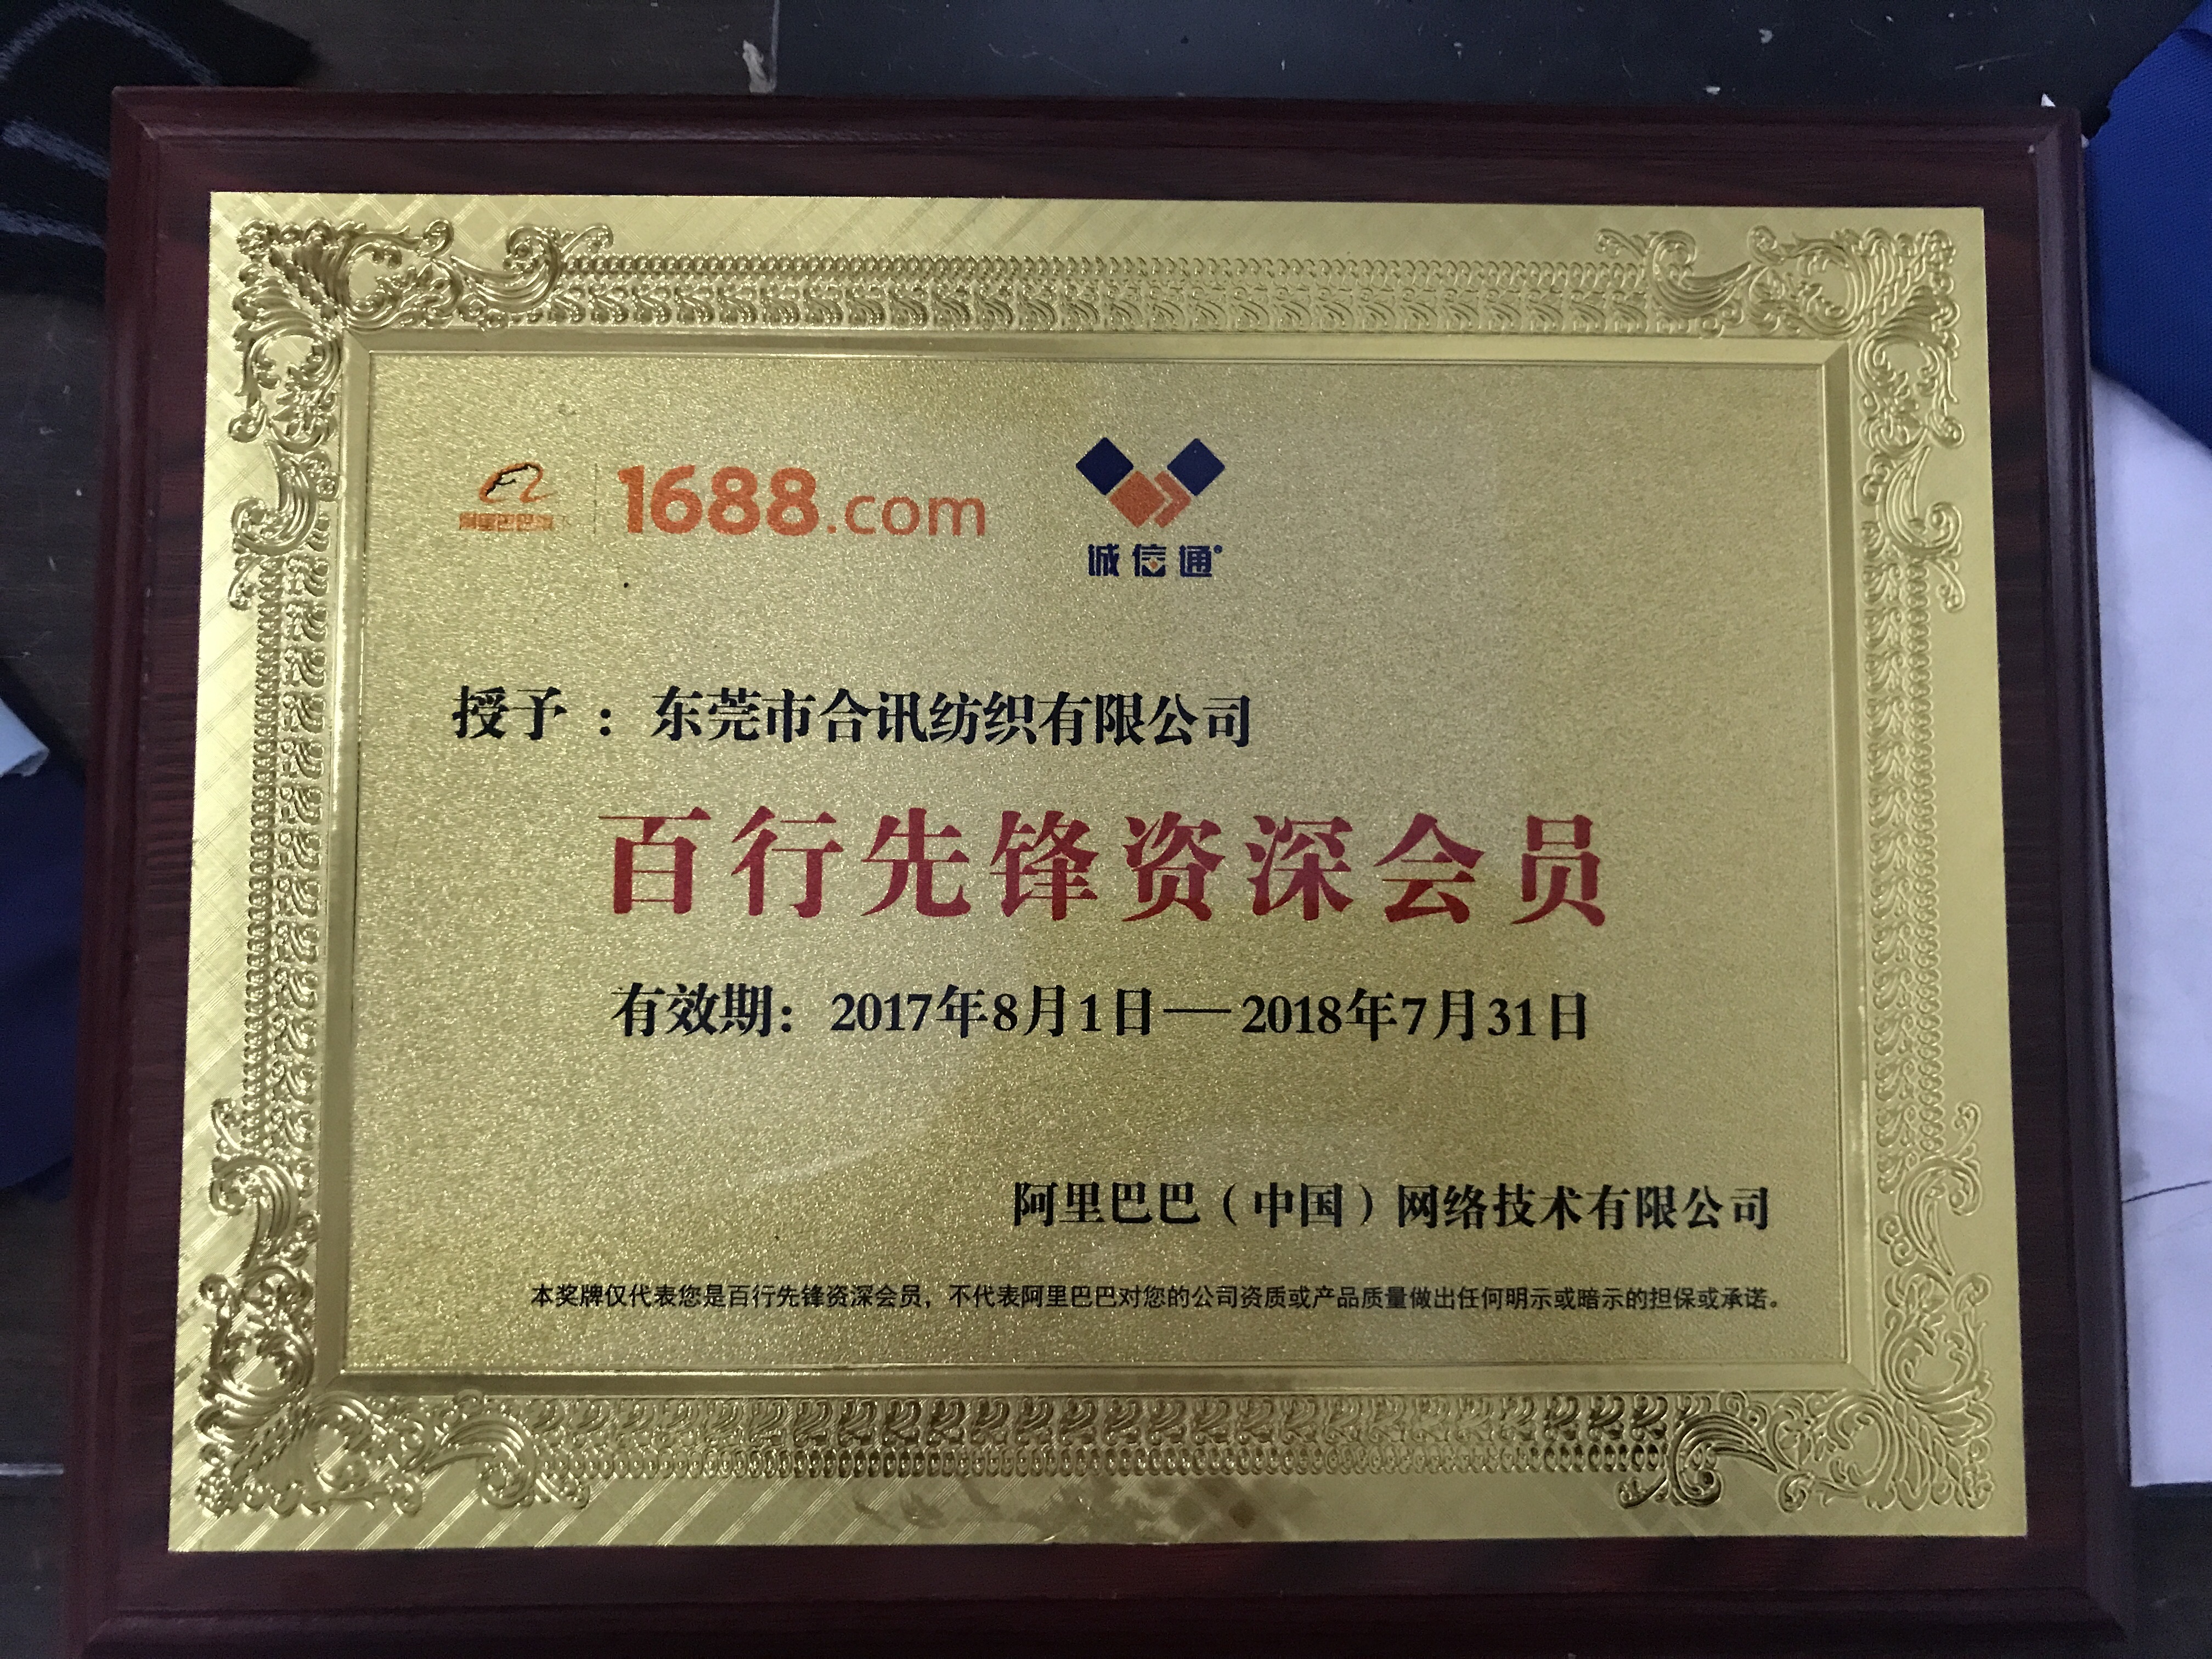 阿里巴巴 1688.com
诚信通®
授予：东莞市合讯纺织有限公司
百行先锋资深会员
有效期：2017年8月1日—2018年7月31日
阿里巴巴（中国）网络技术有限公司
本奖牌仅代表您是百行先锋资深会员，不代表阿里巴巴对您的公司资质或产品质量做出任何明示或暗示的担保或承诺。